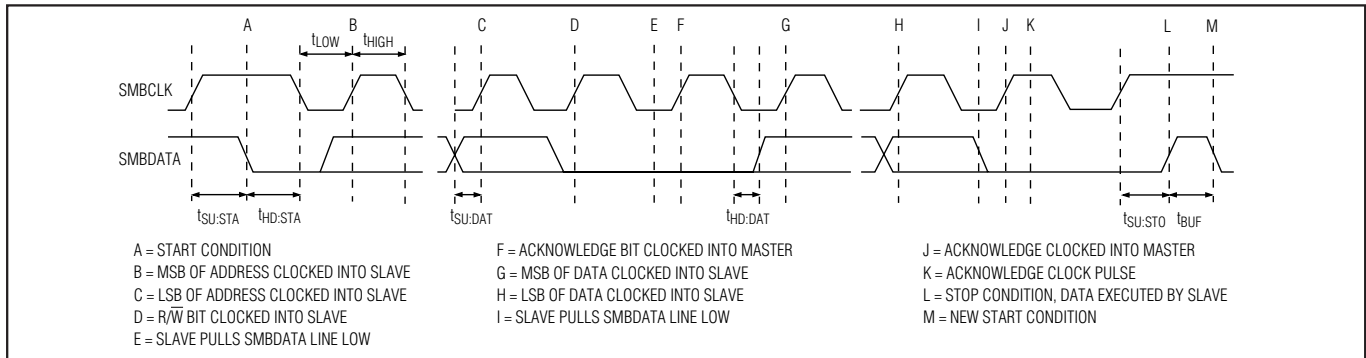 A B C D E F G H I J K L M
tLOW tHIGH
SMBCLK
SMBDATA
tSU:STA tHD:STA tSU:DAT tHD:DAT tSU:STO tBUF
A = START CONDITION
B = MSB OF ADDRESS CLOCKED INTO SLAVE
C = LSB OF ADDRESS CLOCKED INTO SLAVE
D = R/W̅ BIT CLOCKED INTO SLAVE
E = SLAVE PULLS SMBDATA LINE LOW
F = ACKNOWLEDGE BIT CLOCKED INTO MASTER
G = MSB OF DATA CLOCKED INTO SLAVE
H = LSB OF DATA CLOCKED INTO SLAVE
I = SLAVE PULLS SMBDATA LINE LOW
J = ACKNOWLEDGE CLOCKED INTO MASTER
K = ACKNOWLEDGE CLOCK PULSE
L = STOP CONDITION, DATA EXECUTED BY SLAVE
M = NEW START CONDITION